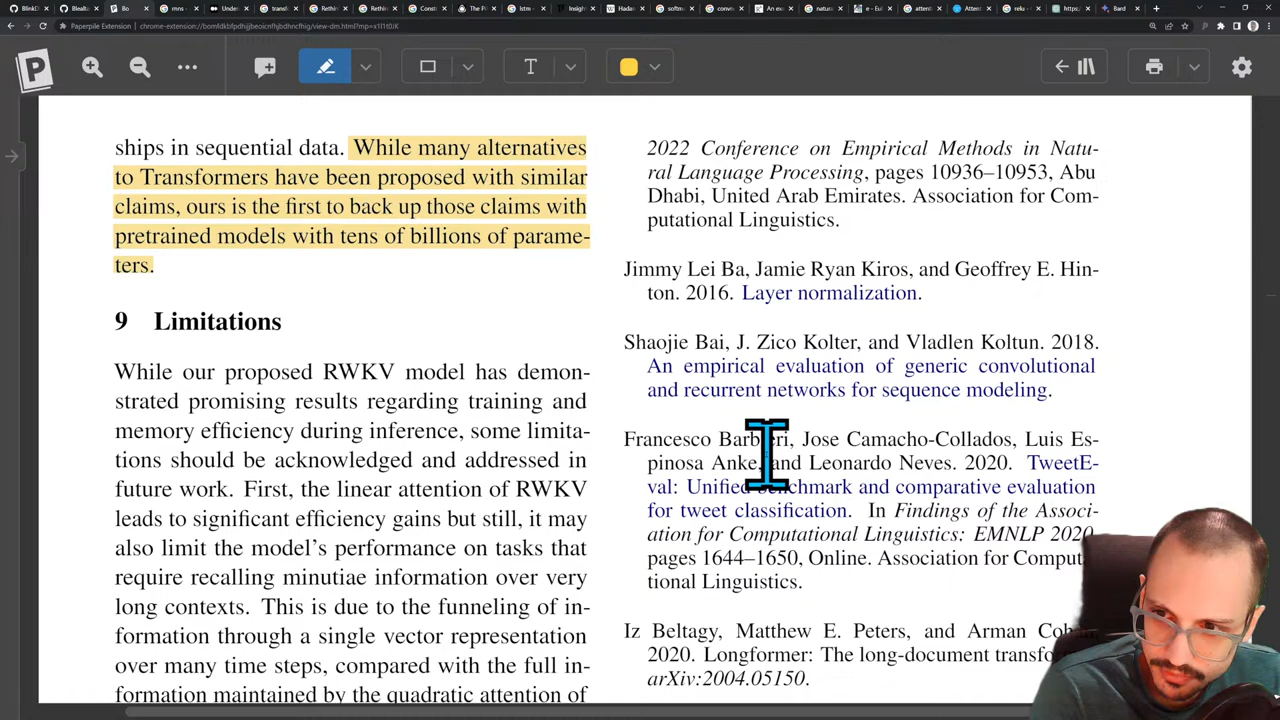 Paperpile Extension | chrome-extension://bomfdkbfpdhijjbeoicnfhjbdhncfhig/view-dm.html?mp=x1l1t0JK
ships in sequential data. While many alternatives
to Transformers have been proposed with similar
claims, ours is the first to back up those claims with
pretrained models with tens of billions of parame-
ters.
9 Limitations
While our proposed RWKV model has demon-
strated promising results regarding training and
memory efficiency during inference, some limita-
tions should be acknowledged and addressed in
future work. First, the linear attention of RWKV
leads to significant efficiency gains but still, it may
also limit the model's performance on tasks that
require recalling minutiae information over very
long contexts. This is due to the funneling of in-
formation through a single vector representation
over many time steps, compared with the full in-
formation maintained by the quadratic attention of
2022 Conference on Empirical Methods in Natu-
ral Language Processing, pages 10936–10953, Abu
Dhabi, United Arab Emirates. Association for Com-
putational Linguistics.
Jimmy Lei Ba, Jamie Ryan Kiros, and Geoffrey E. Hin-
ton. 2016. Layer normalization.
Shaojie Bai, J. Zico Kolter, and Vladlen Koltun. 2018.
An empirical evaluation of generic convolutional
and recurrent networks for sequence modeling.
Francesco Barbieri, Jose Camacho-Collados, Luis Es-
pinosa Anke, and Leonardo Neves. 2020. TweetE-
val: Unified benchmark and comparative evaluation
for tweet classification. In Findings of the Associ-
ation for Computational Linguistics: EMNLP 2020,
pages 1644–1650, Online. Association for Computa
tional Linguistics.
Iz Beltagy, Matthew E. Peters, and Arman Cohan.
2020. Longformer: The long-document transfo
arXiv:2004.05150.